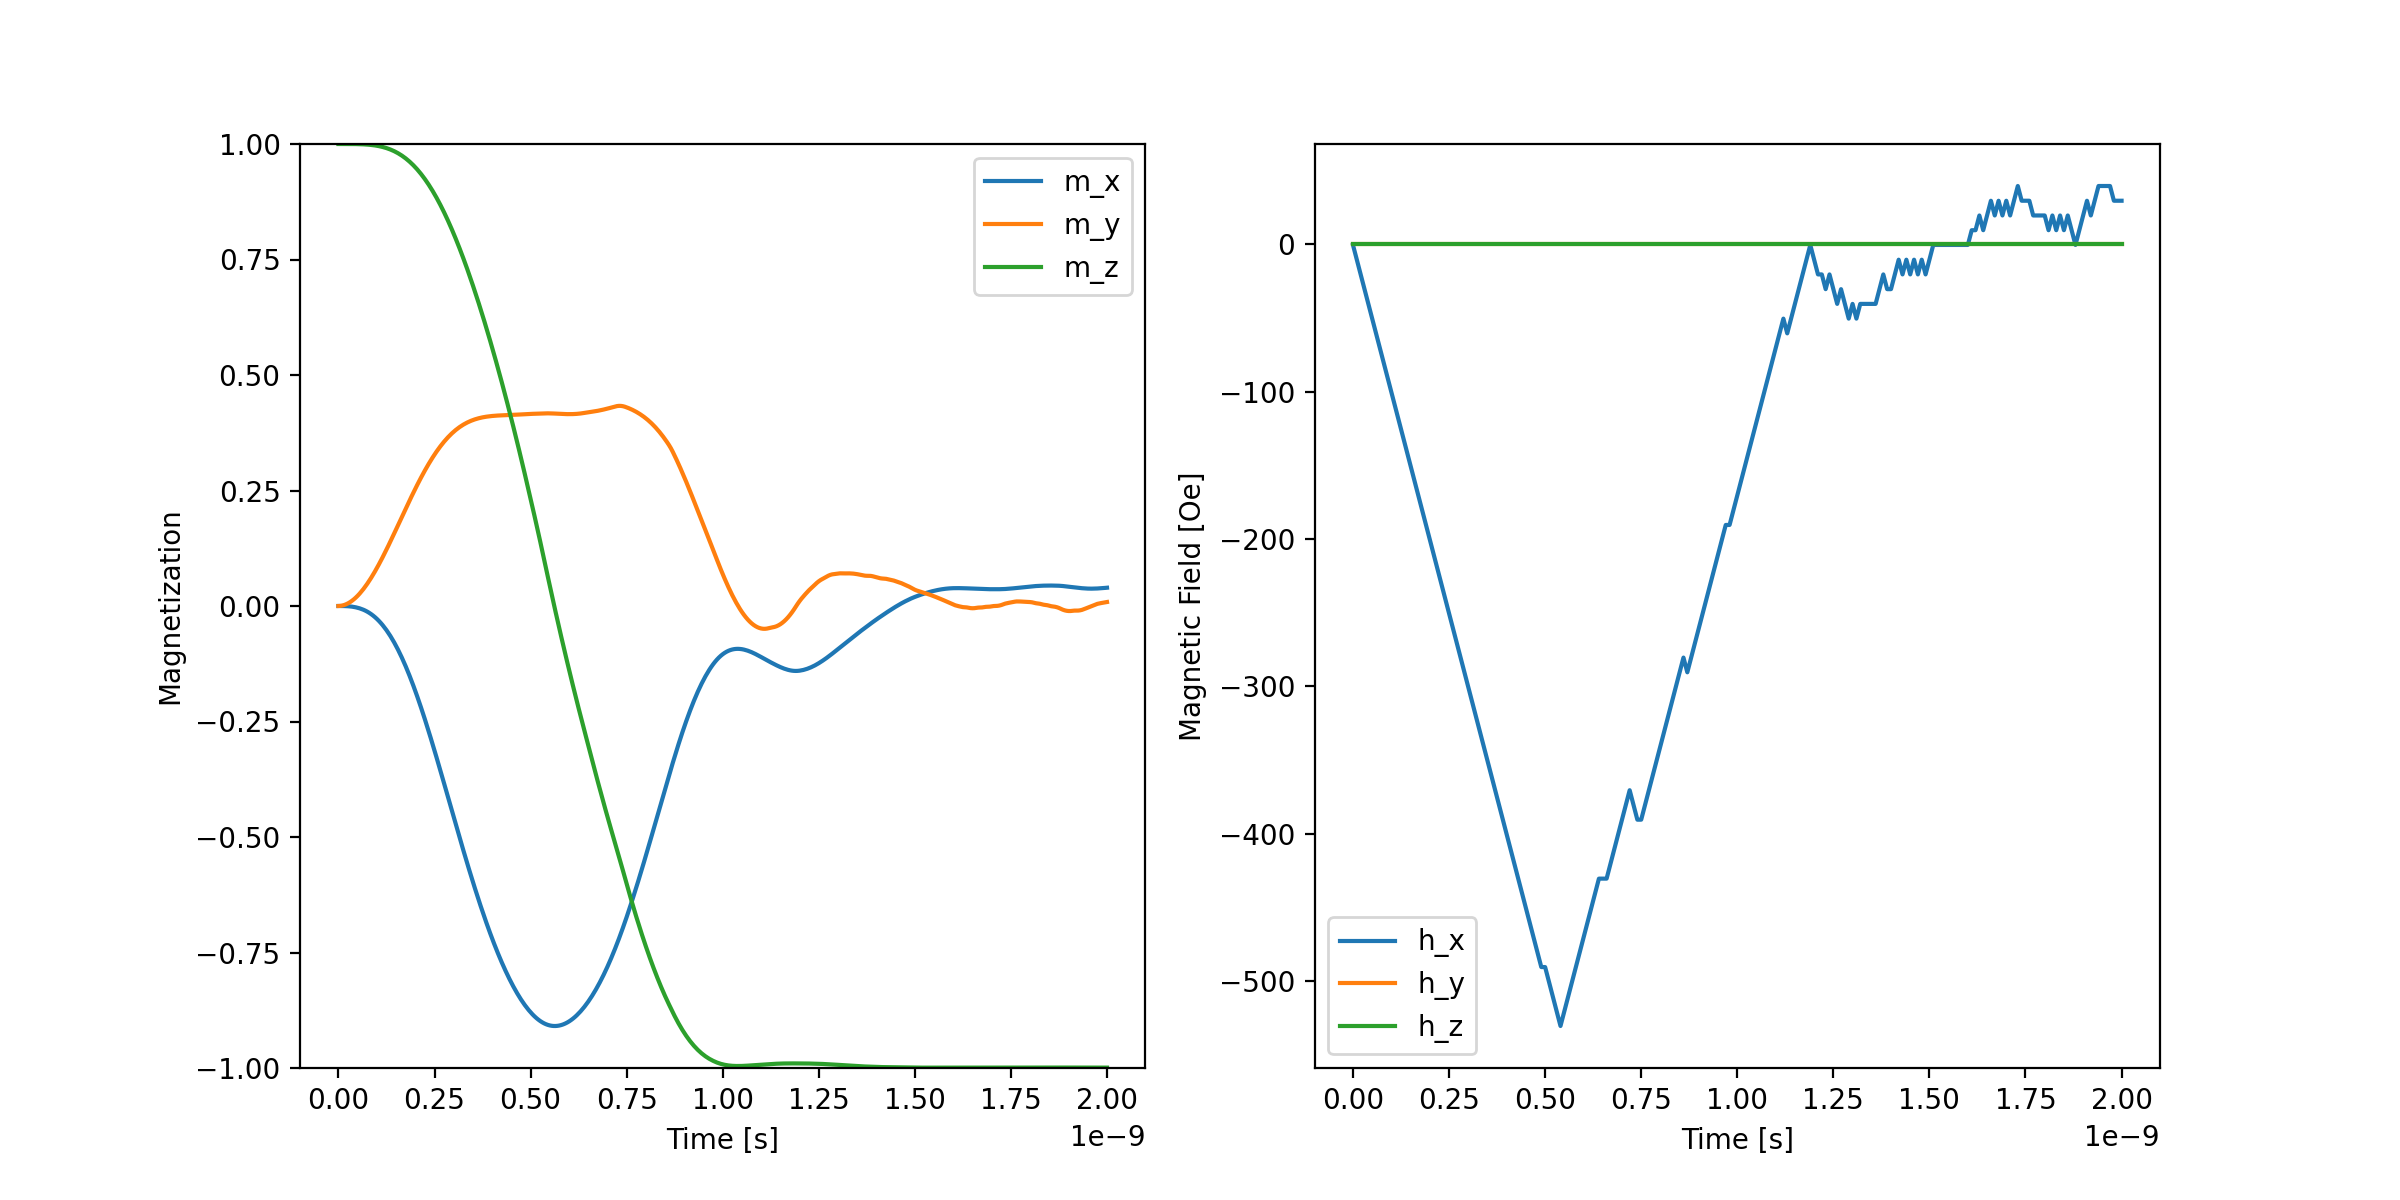 1.00
0.75
0.50
0.25
0.00
−0.25
−0.50
−0.75
−1.00
Magnetization
m_x
m_y
m_z
0.00 0.25 0.50 0.75 1.00 1.25 1.50 1.75 2.00
Time [s]
1e−9
0
−100
−200
−300
−400
−500
Magnetic Field [Oe]
h_x
h_y
h_z
0.00 0.25 0.50 0.75 1.00 1.25 1.50 1.75 2.00
Time [s]
1e−9